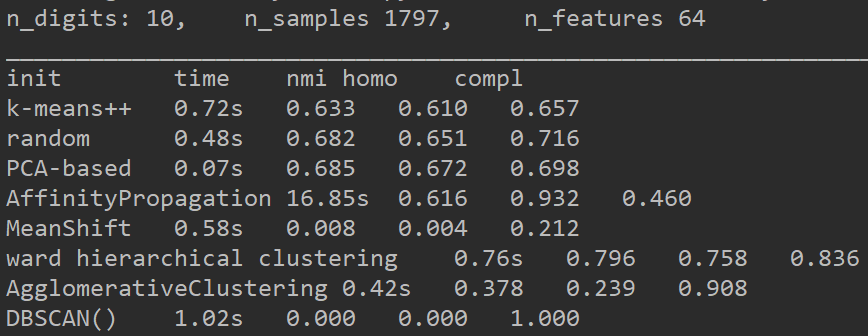 n_digits: 10, n_samples 1797, n_features 64
init time nmi homo compl
k-means++ 0.72s 0.633 0.610 0.657
random 0.48s 0.682 0.651 0.716
PCA-based 0.07s 0.685 0.672 0.698
AffinityPropagation 16.85s 0.616 0.932 0.460
MeanShift 0.58s 0.008 0.004 0.212
ward hierarchical clustering 0.76s 0.796 0.758 0.836
AgglomerativeClustering 0.42s 0.378 0.239 0.908
DBSCAN() 1.02s 0.000 0.000 1.000